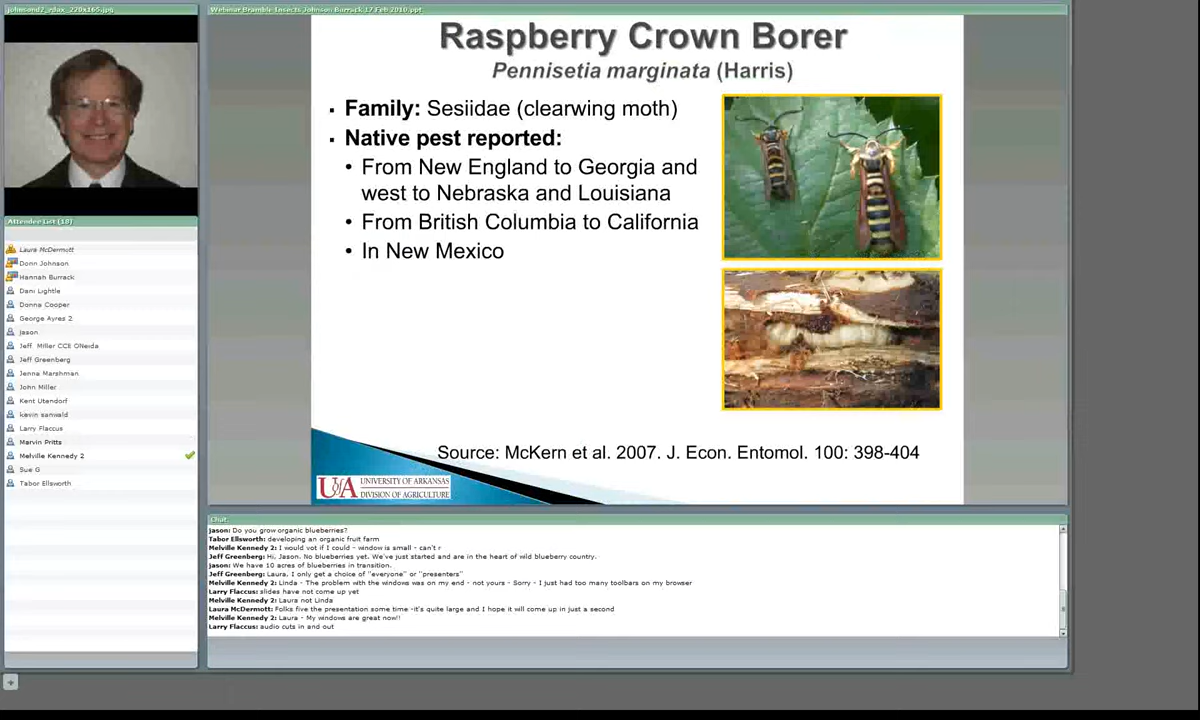 johnsond7_rdax_220x165.jpg
Attendee List (18)
Laura McDermott
Donn Johnson
Hannah Burrack
Dani Lightle
Donna Cooper
George Ayres 2
Jason
Jeff Miller CCE ONeida
Jeff Greenberg
Jenna Marshman
John Miller
Kent Utendorf
kevin sanwald
Larry Flaccus
Marvin Pritts
Melville Kennedy 2
Sue G
Tabor Ellsworth
Webinar Bramble Insects Johnson Burrack 17 Feb 2010.ppt
Raspberry Crown Borer
Pennisetia marginata (Harris)
▪ Family: Sesiidae (clearwing moth)
▪ Native pest reported:
• From New England to Georgia and
west to Nebraska and Louisiana
• From British Columbia to California
• In New Mexico
Source: McKern et al. 2007. J. Econ. Entomol. 100: 398-404
UofA UNIVERSITY OF ARKANSAS
DIVISION OF AGRICULTURE
Chat
jason: Do you grow organic blueberries?
Tabor Ellsworth: developing an organic fruit farm
Melville Kennedy 2: I would vot if I could - window is small - can't r
Jeff Greenberg: Hi, Jason. No blueberries yet. We've just started and are in the heart of wild blueberry country.
jason: We have 10 acres of blueberries in transition.
Jeff Greenberg: Laura, I only get a choice of "everyone" or "presenters"
Melville Kennedy 2: Linda - The problem with the windows was on my end - not yours - Sorry - I just had too many toolbars on my browser
Larry Flaccus: slides have not come up yet
Melville Kennedy 2: Laura not Linda
Laura McDermott: Folks five the presentation some time -it's quite large and I hope it will come up in just a second
Melville Kennedy 2: Laura - My windows are great now!!
Larry Flaccus: audio cuts in and out